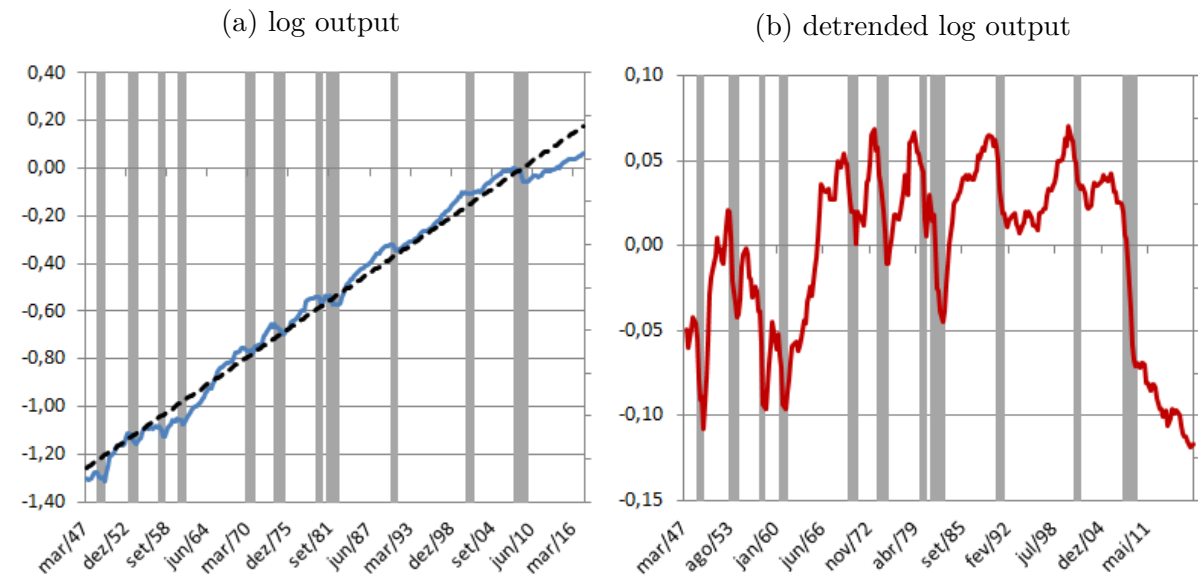 (a) log output
0,40
0,20
0,00
-0,20
-0,40
-0,60
-0,80
-1,00
-1,20
-1,40
mar/47
dez/52
set/58
jun/64
mar/70
dez/75
set/81
jun/87
mar/93
dez/98
set/04
jun/10
mar/16
(b) detrended log output
0,10
0,05
0,00
-0,05
-0,10
-0,15
mar/47
ago/53
jan/60
jun/66
nov/72
abr/79
set/85
fev/92
jul/98
dez/04
mai/11